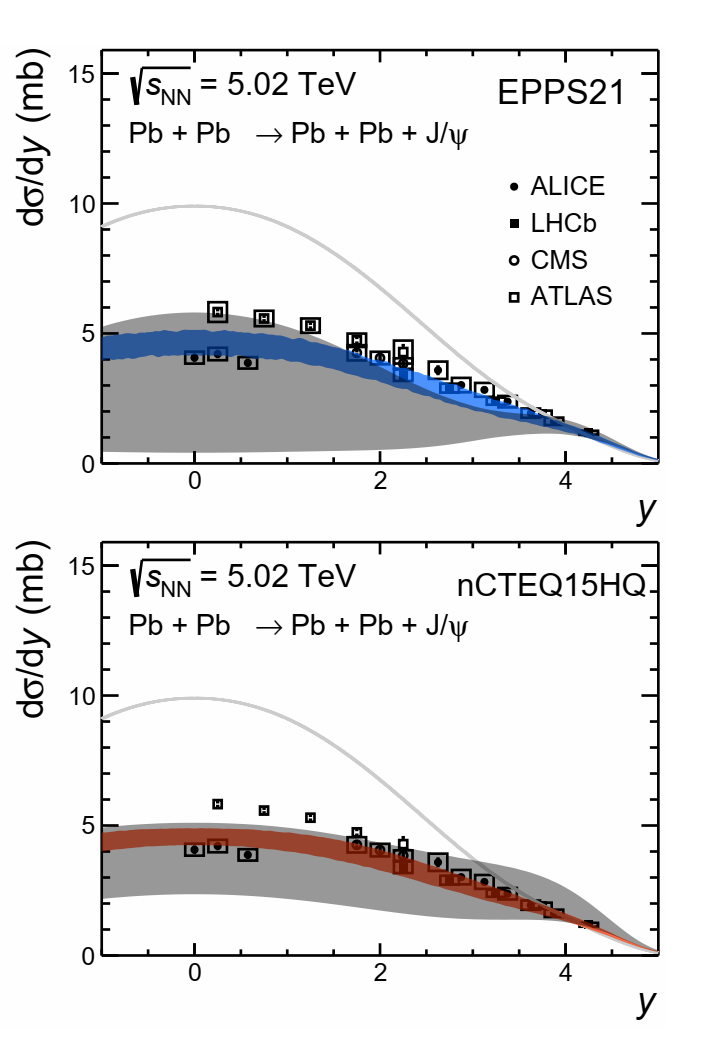 dσ/dy (mb)
15
10
5
0
√sNN = 5.02 TeV
EPPS21
Pb + Pb → Pb + Pb + J/ψ
ALICE
LHCb
CMS
ATLAS
0 2 4
y
dσ/dy (mb)
15
10
5
0
√sNN = 5.02 TeV
nCTEQ15HQ
Pb + Pb → Pb + Pb + J/ψ
0 2 4
y